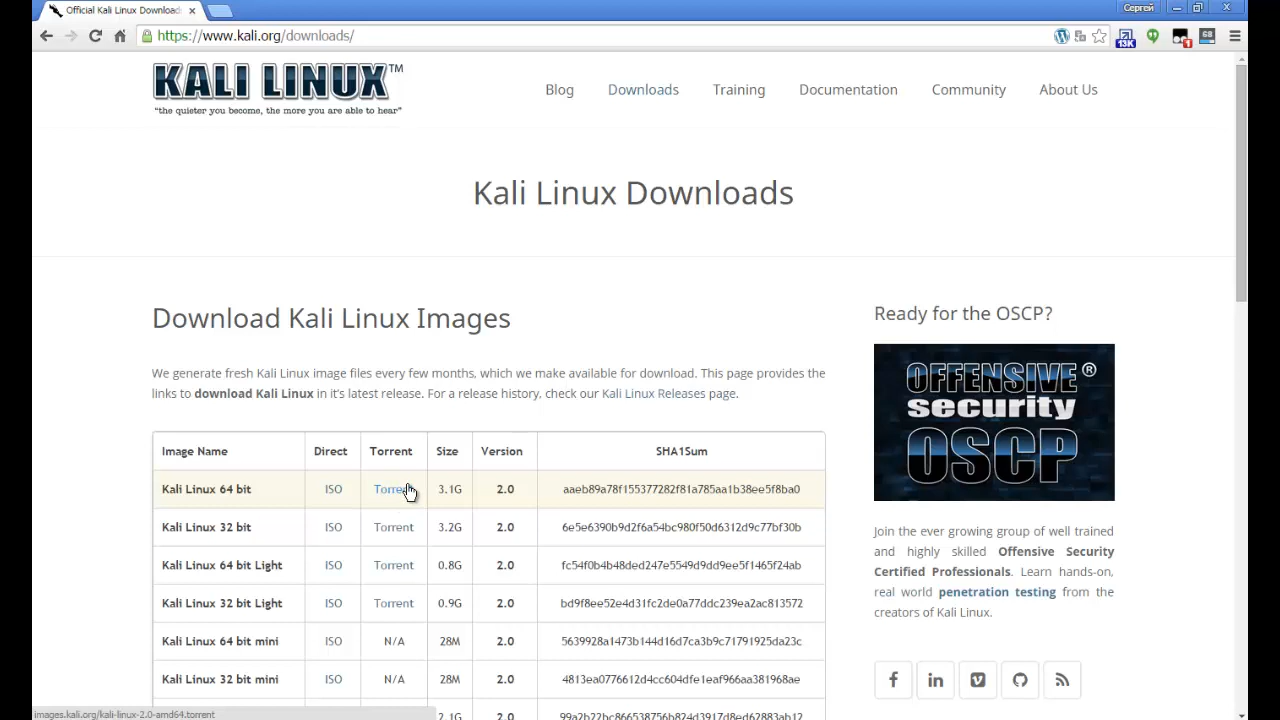 Official Kali Linux Download
Сергей
https://www.kali.org/downloads/
13K
1
68
KALI LINUX™
"the quieter you become, the more you are able to hear"
Blog
Downloads
Training
Documentation
Community
About Us
Kali Linux Downloads
Download Kali Linux Images
We generate fresh Kali Linux image files every few months, which we make available for download. This page provides the
links to download Kali Linux in it's latest release. For a release history, check our Kali Linux Releases page.
Image Name Direct Torrent Size Version SHA1Sum
Kali Linux 64 bit ISO Torrent 3.1G 2.0 aaeb89a78f155377282f81a785aa1b38ee5f8ba0
Kali Linux 32 bit ISO Torrent 3.2G 2.0 6e5e6390b9d2f6a54bc980f50d6312d9c77bf30b
Kali Linux 64 bit Light ISO Torrent 0.8G 2.0 fc54f0b4b48ded247e5549d9dd9ee5f1465f24ab
Kali Linux 32 bit Light ISO Torrent 0.9G 2.0 bd9f8ee52e4d31fc2de0a77ddc239ea2ac813572
Kali Linux 64 bit mini ISO N/A 28M 2.0 5639928a1473b144d16d7ca3b9c71791925da23c
Kali Linux 32 bit mini ISO N/A 28M 2.0 4813ea0776612d4cc604dfe1eaf966aa381968ae
2.1G 2.0 99a2b22bc866538756b824d3917d8ed62883ab12
Ready for the OSCP?
OFFENSIVE®
security
OSCP
Join the ever growing group of well trained
and highly skilled Offensive Security
Certified Professionals. Learn hands-on,
real world penetration testing from the
creators of Kali Linux.
images.kali.org/kali-linux-2.0-amd64.torrent